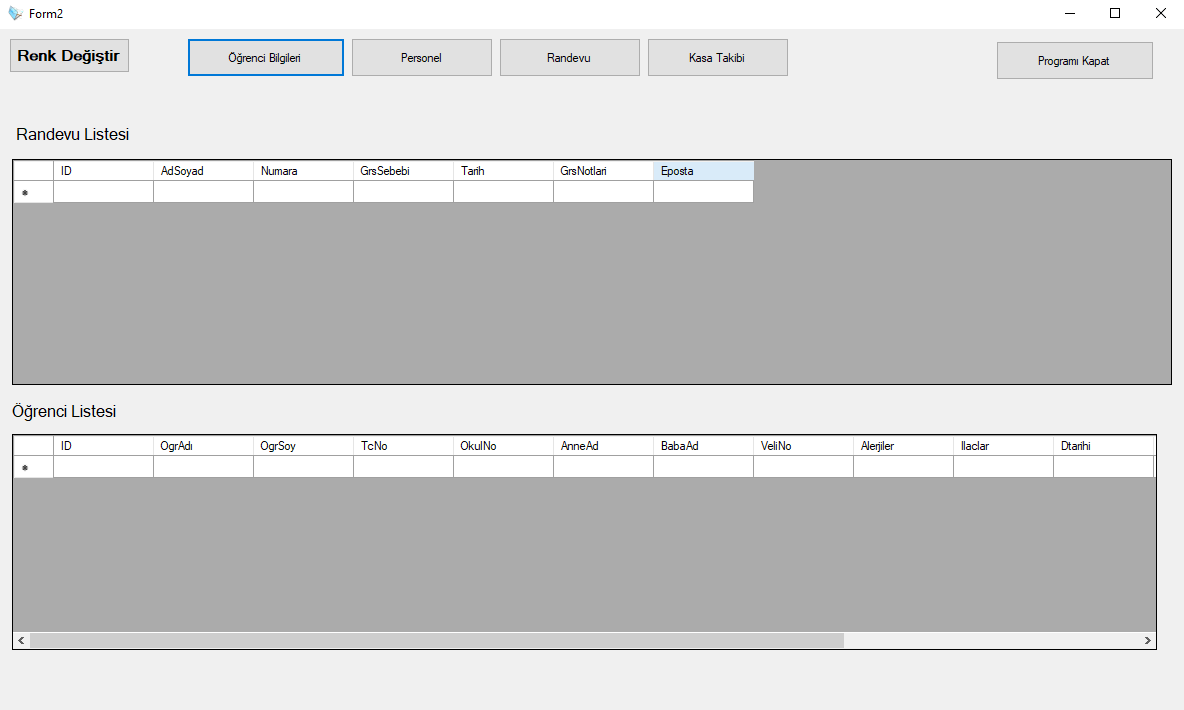 Form2
Renk Değiştir Öğrenci Bilgileri Personel Randevu Kasa Takibi Programı Kapat
Randevu Listesi
ID AdSoyad Numara GrsSebebi Tarih GrsNotlari Eposta
Öğrenci Listesi
ID OgrAdı OgrSoy TcNo OkulNo AnneAd BabaAd VeliNo Alerjiler Ilaclar Dtarihi